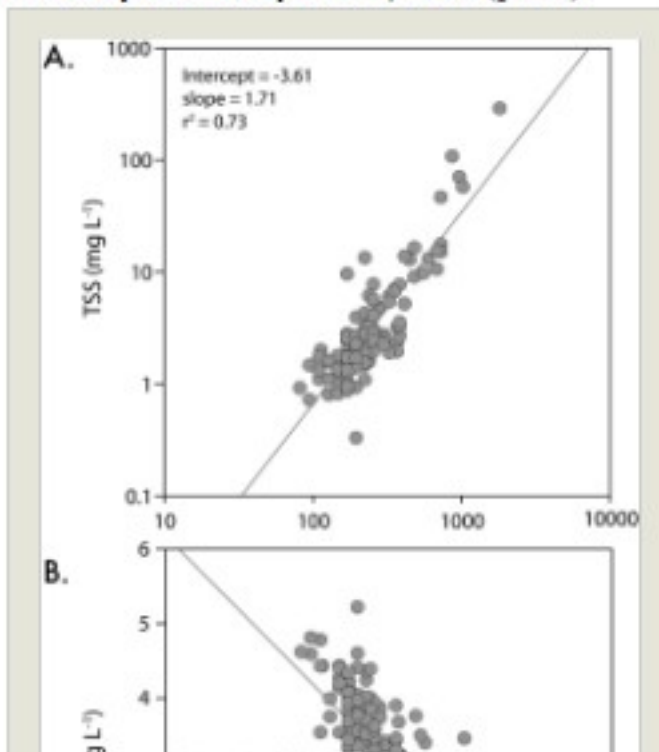 A.
1000
Intercept = -3.61
slope = 1.71
r² = 0.73
100
TSS (mg L⁻¹)
10
1
0.1
10 100 1000 10000
B.
6
5
4
g L⁻¹)